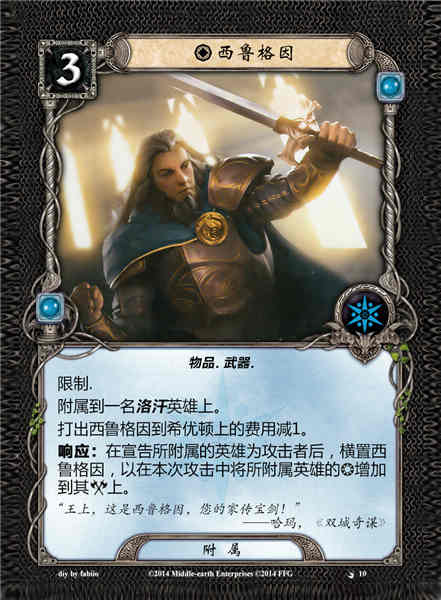 3
西鲁格因
物品. 武器.
限制.
附属到一名洛汗英雄上。
打出西鲁格因到希优顿上的费用减1。
响应：在宣告所附属的英雄为攻击者后，横置西
鲁格因，以在本次攻击中将所附属英雄的增加
到其上。
“王上，这是西鲁格因，您的家传宝剑！”
——哈玛，《双城奇谋》
附属
diy by fabiio ©2014 Middle-earth Enterprises ©2014 FFG 10